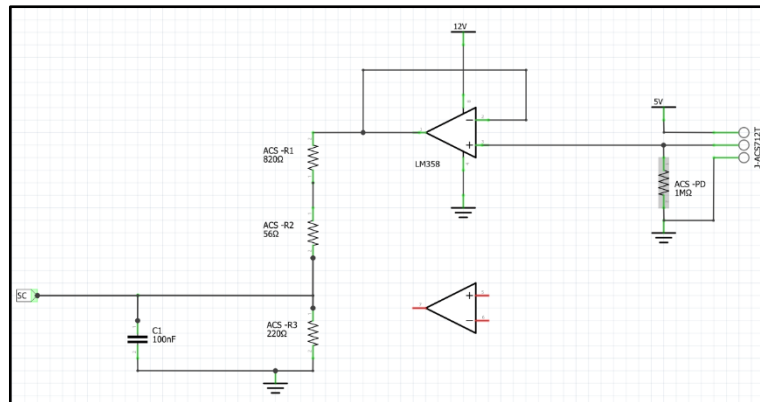 12V
5V
J-ACS712T
LM358
ACS -R1
820Ω
ACS -PD
1MΩ
ACS -R2
56Ω
SC
C1
100nF
ACS -R3
220Ω